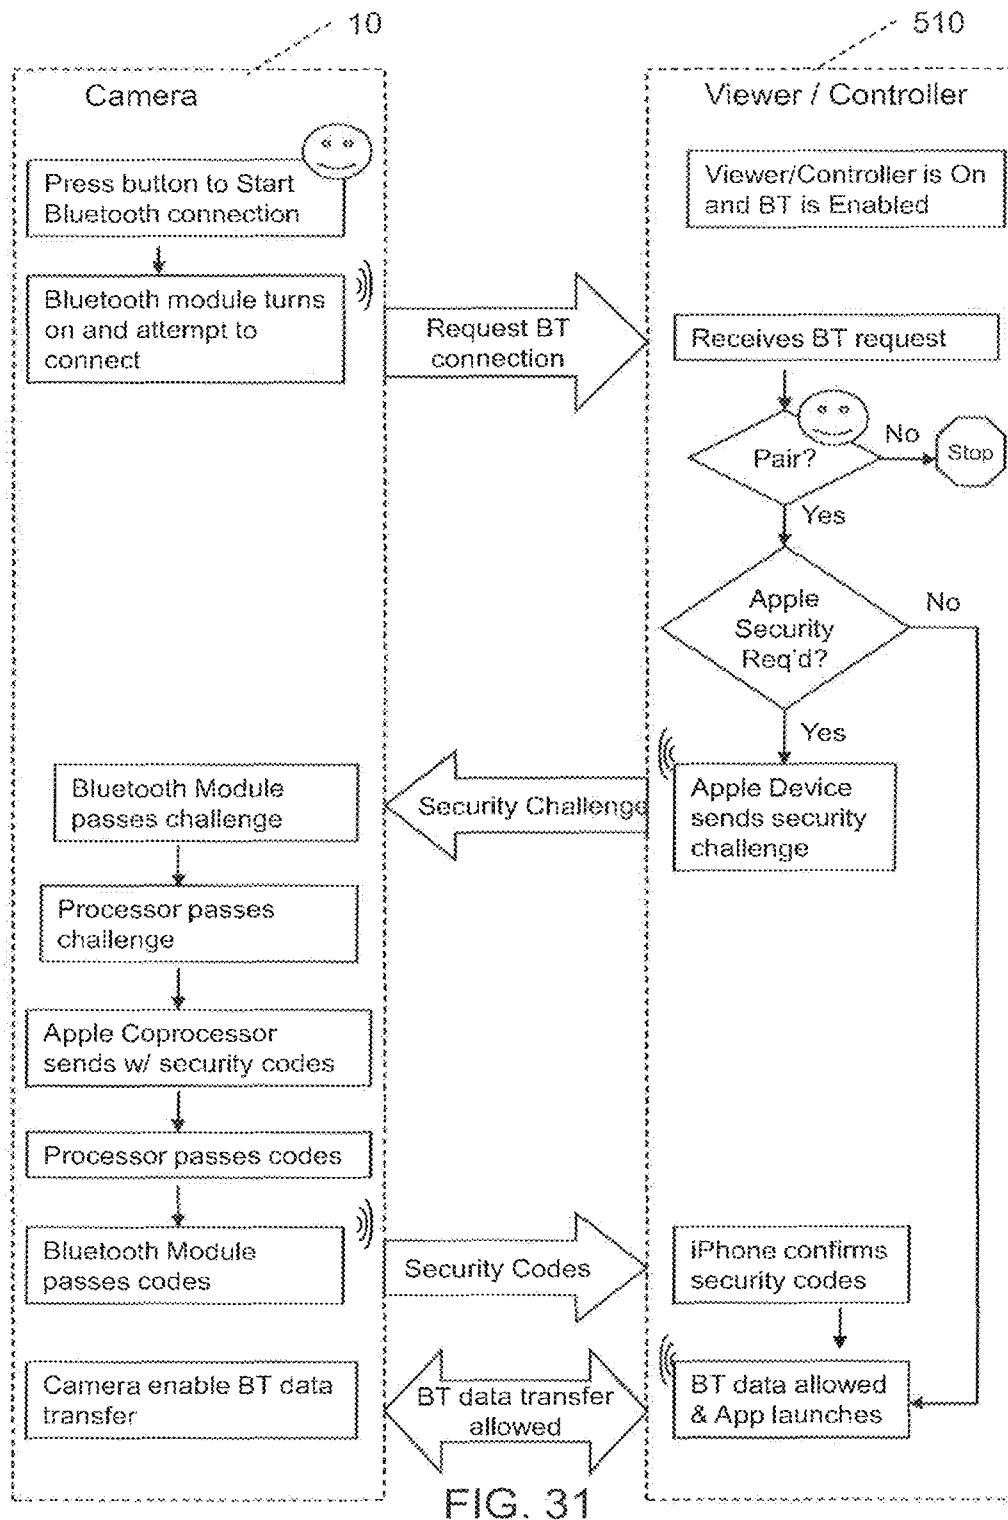 10
510
Camera
Viewer / Controller
Press button to Start
Bluetooth connection
Viewer/Controller is On
and BT is Enabled
Bluetooth module turns
on and attempt to
connect
Request BT
connection
Receives BT request
Pair?
No
Stop
Yes
Apple
Security
Req'd?
No
Yes
Bluetooth Module
passes challenge
Security Challenge
Apple Device
sends security
challenge
Processor passes
challenge
Apple Coprocessor
sends w/ security codes
Processor passes codes
Bluetooth Module
passes codes
Security Codes
iPhone confirms
security codes
Camera enable BT data
transfer
BT data transfer
allowed
BT data allowed
& App launches
FIG. 31